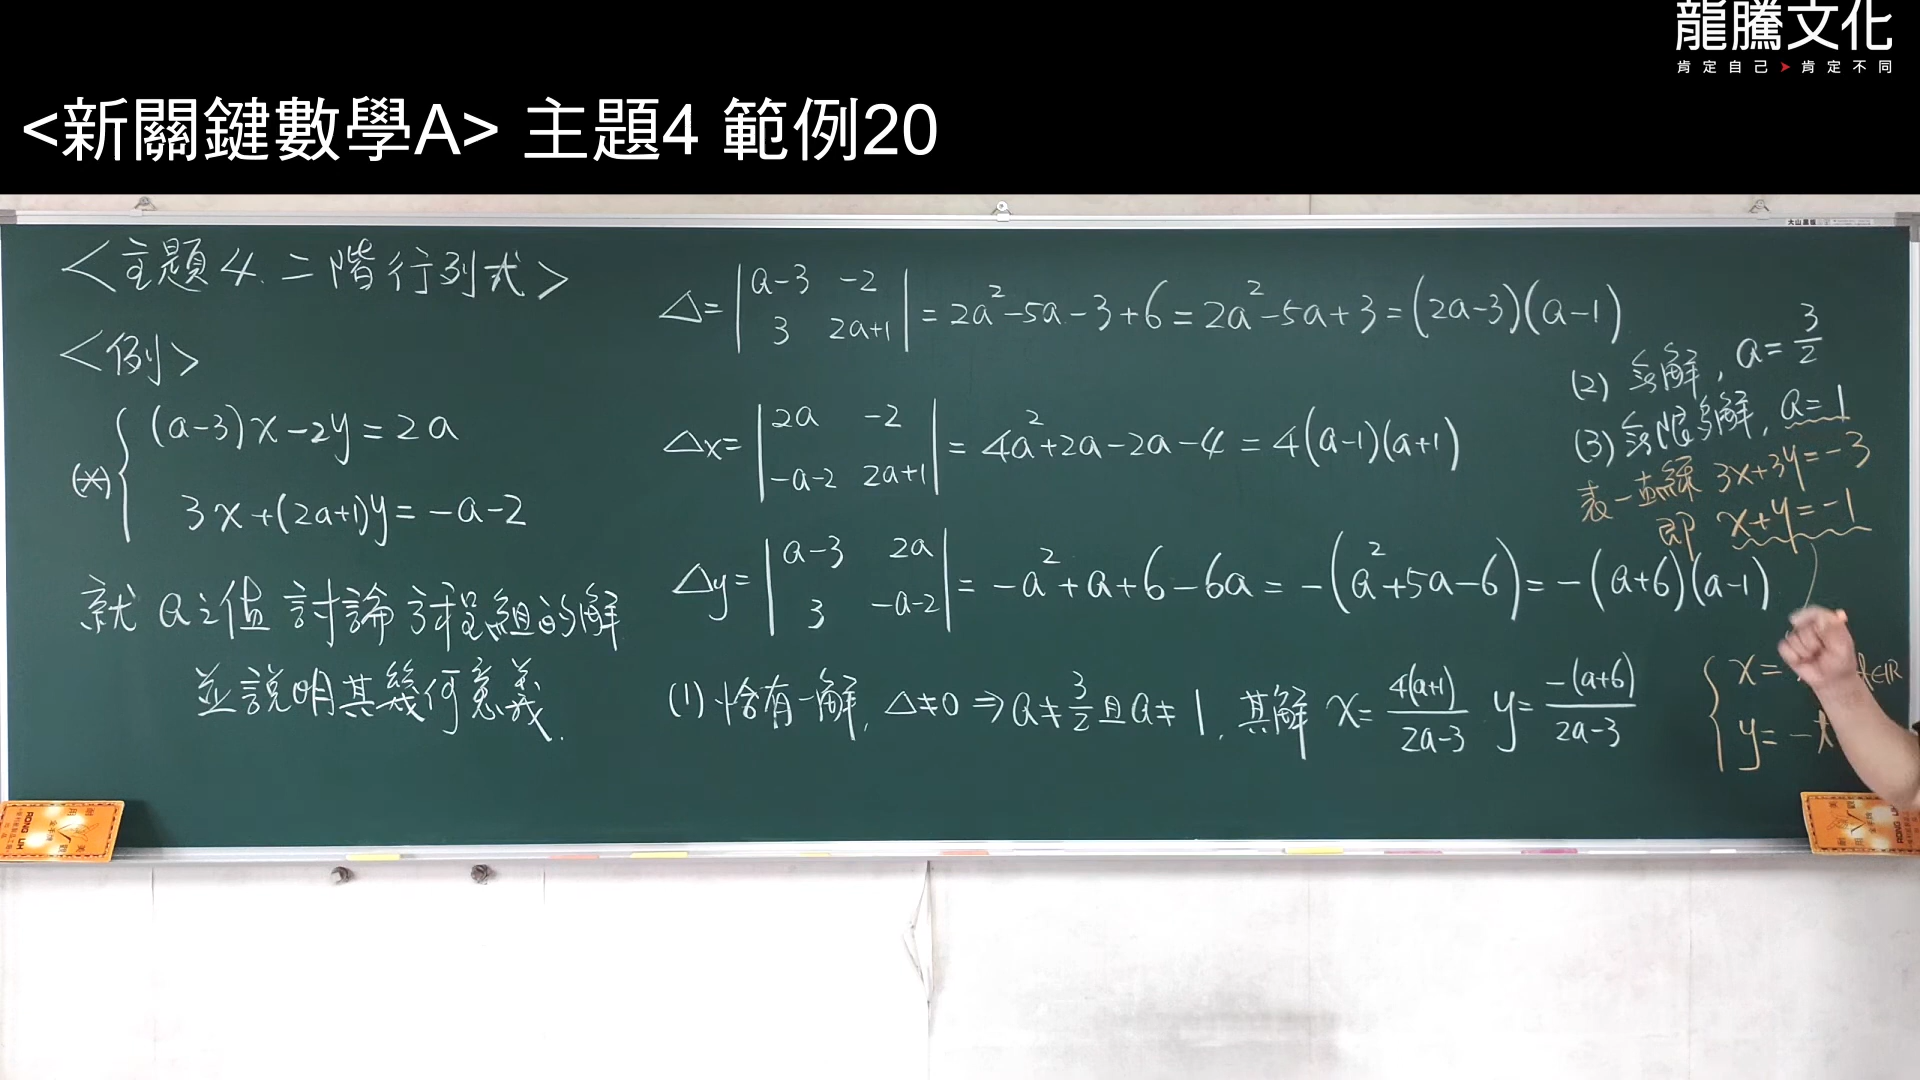 龍騰文化
肯定自己➤肯定不同
<新關鍵數學A> 主題4 範例20
<主題4.二階行列式>
<例>
(*) { (a-3)x-2y=2a
3x+(2a+1)y=-a-2
就a之值討論方程組的解
並說明其幾何意義.
Δ= | a-3 -2 |
| 3 2a+1 | = 2a²-5a-3+6=2a²-5a+3=(2a-3)(a-1)
Δx= | 2a -2 |
| -a-2 2a+1 | = 4a²+2a-2a-4 = 4(a-1)(a+1)
Δy= | a-3 2a |
| 3 -a-2 | = -a²+a+6-6a = -(a²+5a-6) = -(a+6)(a-1)
(1)恰有一解, Δ≠0 ⇒ a≠3/2 且 a≠1, 其解 x= 4(a+1)/(2a-3) y= -(a+6)/(2a-3)
(2) 無解, a=3/2
(3) 無限多解, a=1
表一直線 3x+3y=-3
即 x+y=-1
{ x= ∈R
y= -t
大山黑板
RONG LIH